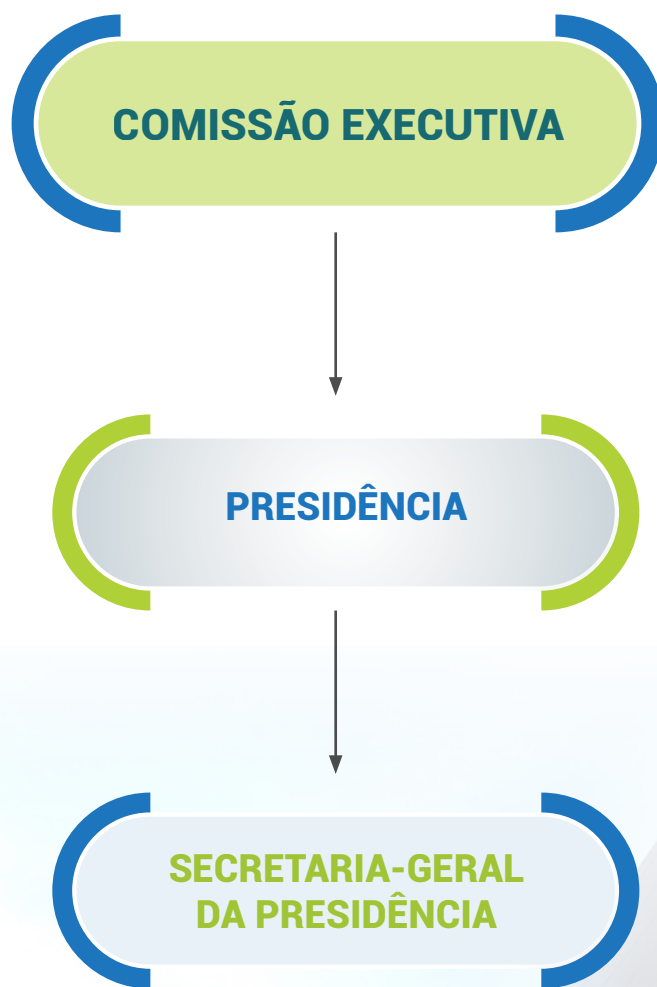 COMISSÃO EXECUTIVA
PRESIDÊNCIA
SECRETARIA-GERAL
DA PRESIDÊNCIA